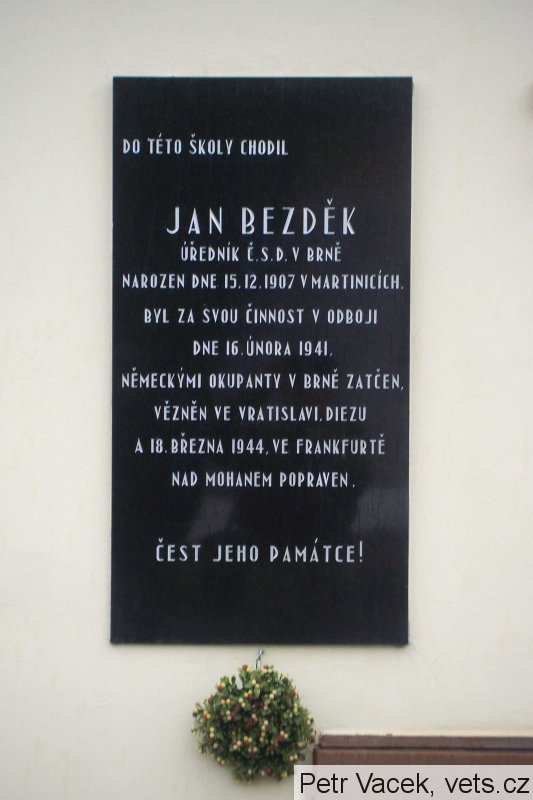 DO TÉTO ŠKOLY CHODIL
JAN BEZDĚK
ÚŘEDNÍK Č.S.D. V BRNĚ
NAROZEN DNE 15.12.1907 V MARTINICÍCH.
BYL ZA SVOU ČINNOST V ODBOJI
DNE 16. ÚNORA 1941,
NĚMECKÝMI OKUPANTY V BRNĚ ZATČEN,
VĚZNĚN VE VRATISLAVI, DIEZU
A 18. BŘEZNA 1944, VE FRANKFURTĚ
NAD MOHANEM POPRAVEN.
ČEST JEHO PAMÁTCE!
Petr Vacek, vets.cz